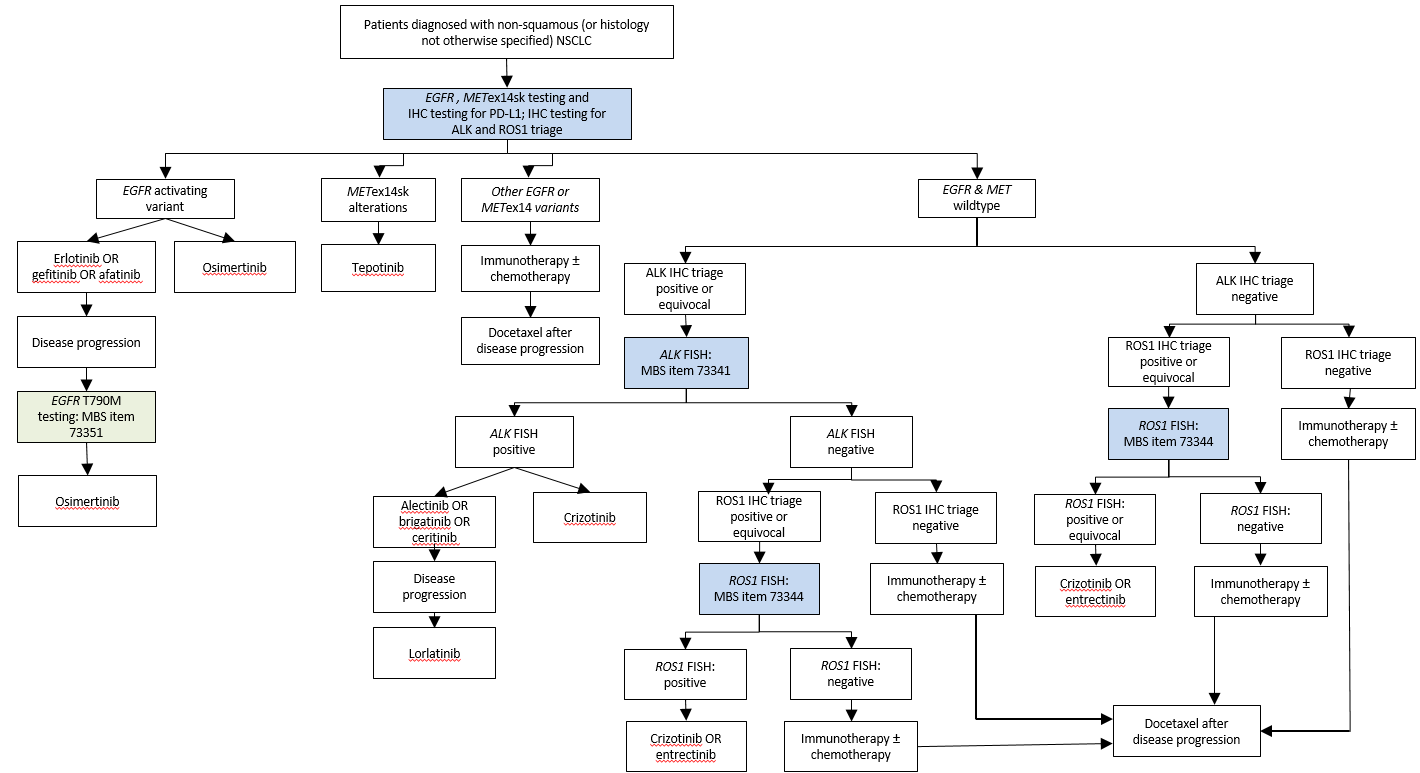 Patients diagnosed with non-squamous (or histology
not otherwise specified) NSCLC
EGFR , METex14sk testing and
IHC testing for PD-L1; IHC testing for
ALK and ROS1 triage
EGFR activating
variant
METex14sk
alterations
Other EGFR or
METex14 variants
EGFR & MET
wildtype
Erlotinib OR
gefitinib OR afatinib
Osimertinib
Tepotinib
Immunotherapy ±
chemotherapy
ALK IHC triage
positive or
equivocal
ALK IHC triage
negative
Disease progression
Docetaxel after
disease progression
ALK FISH:
MBS item 73341
ROS1 IHC triage
positive or
equivocal
ROS1 IHC triage
negative
EGFR T790M
testing: MBS item
73351
ALK FISH
positive
ALK FISH
negative
ROS1 FISH:
MBS item 73344
Immunotherapy ±
chemotherapy
Osimertinib
Alectinib OR
brigatinib OR
ceritinib
Crizotinib
ROS1 IHC triage
positive or
equivocal
ROS1 IHC triage
negative
ROS1 FISH:
positive or
equivocal
ROS1 FISH:
negative
Disease
progression
ROS1 FISH:
MBS item 73344
Immunotherapy ±
chemotherapy
Crizotinib OR
entrectinib
Immunotherapy ±
chemotherapy
Lorlatinib
ROS1 FISH:
positive
ROS1 FISH:
negative
Crizotinib OR
entrectinib
Immunotherapy ±
chemotherapy
Docetaxel after
disease progression